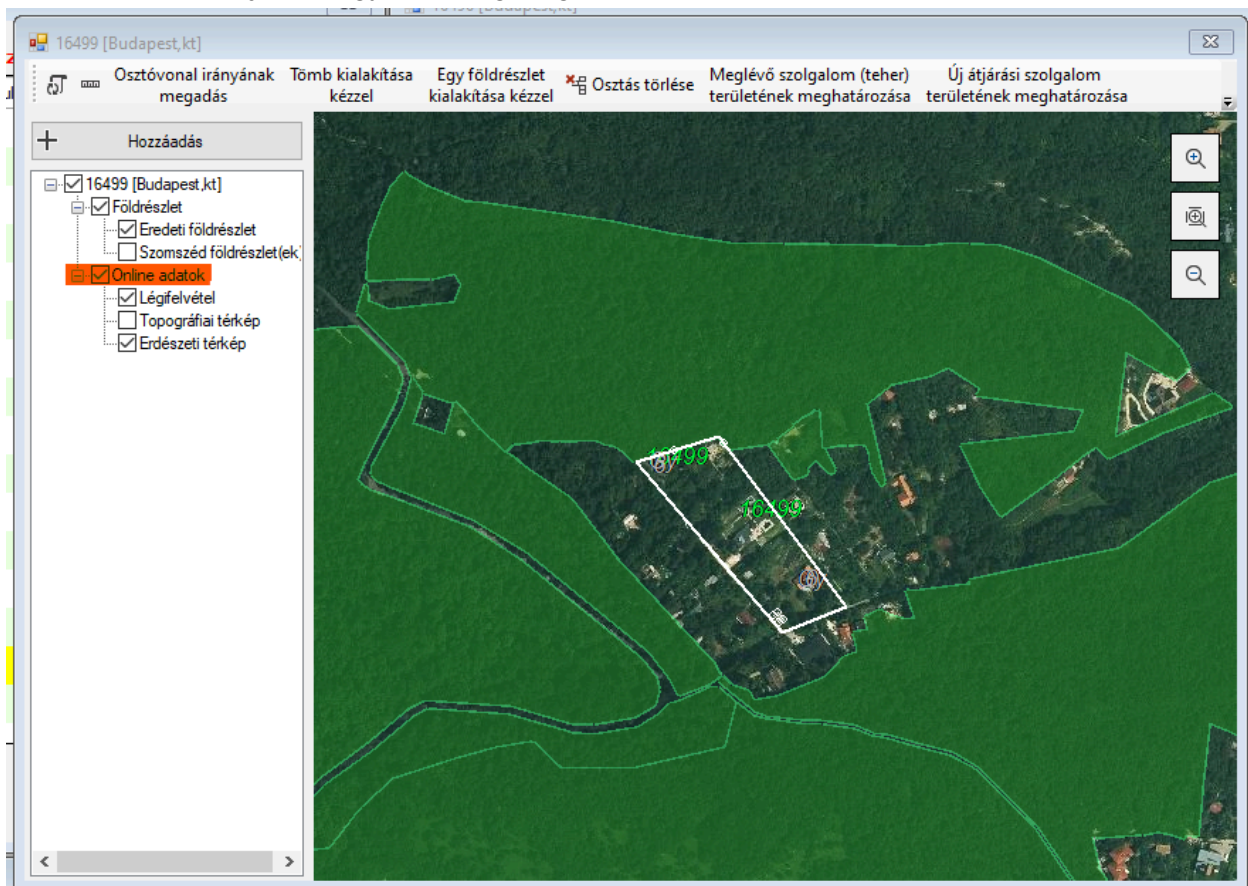 16499 [Budapest,kt]
Osztóvonal irányának
megadás
Tömb kialakítása
kézzel
Egy földrészlet
kialakítása kézzel
Osztás törlése
Meglévő szolgalom (teher)
területének meghatározása
Új átjárási szolgalom
területének meghatározása
Hozzáadás
16499 [Budapest,kt]
Földrészlet
Eredeti földrészlet
Szomszéd földrészlet(ek)
Online adatok
Légifelvétel
Topográfiai térkép
Erdészeti térkép
16499
16499